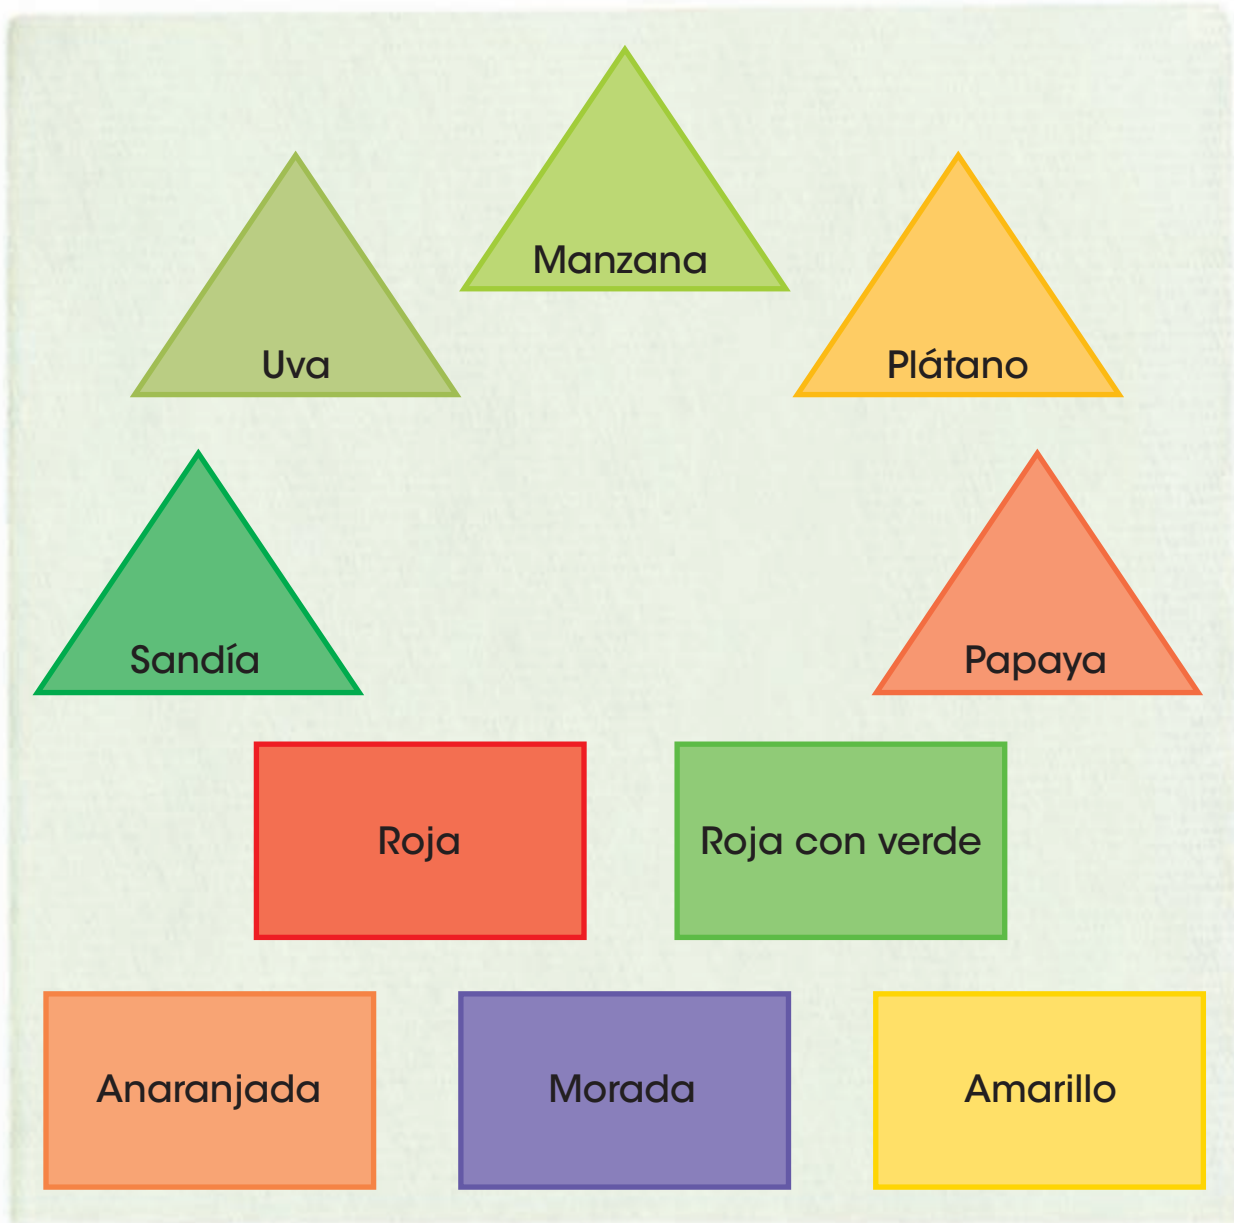 Manzana
Uva
Plátano
Sandía
Papaya
Roja
Roja con verde
Anaranjada
Morada
Amarillo